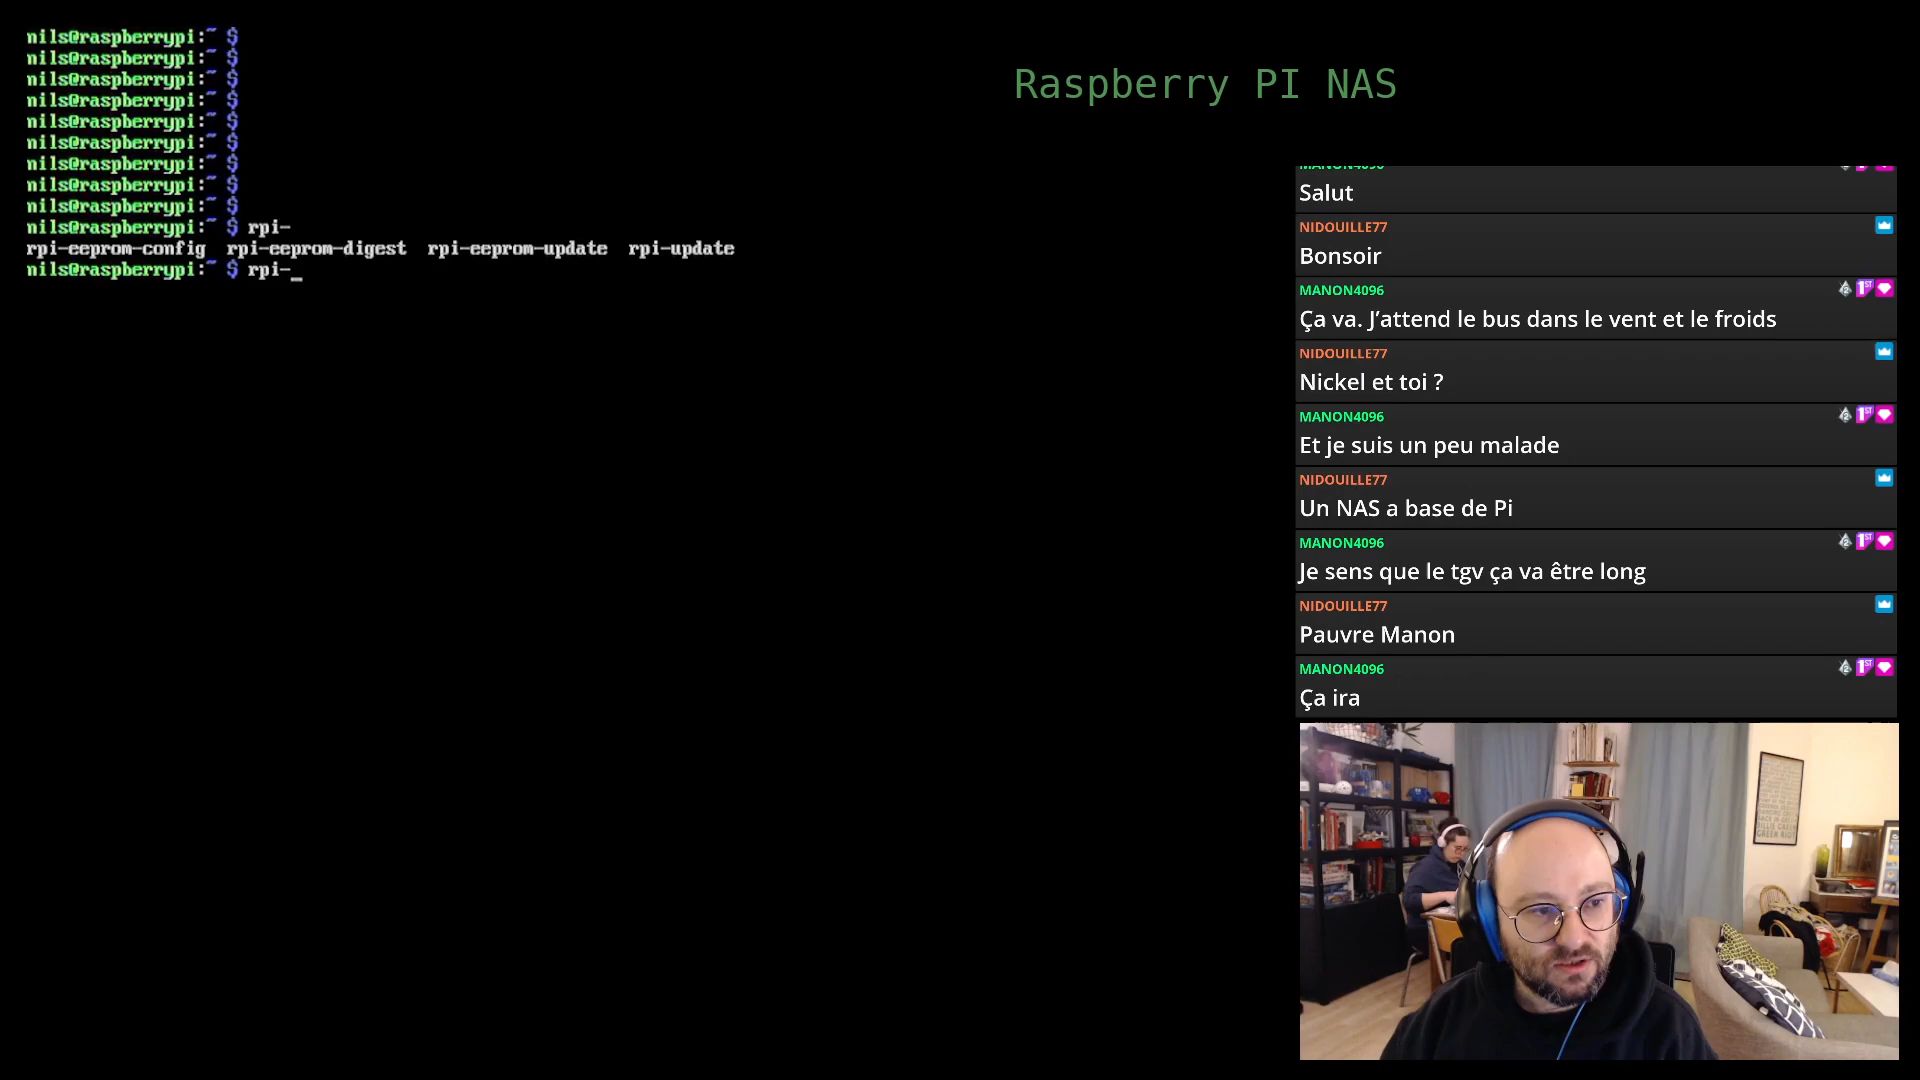 nils@raspberrypi:~ $
nils@raspberrypi:~ $
nils@raspberrypi:~ $
nils@raspberrypi:~ $
nils@raspberrypi:~ $
nils@raspberrypi:~ $
nils@raspberrypi:~ $
nils@raspberrypi:~ $
nils@raspberrypi:~ $
nils@raspberrypi:~ $ rpi-
rpi-eeprom-config rpi-eeprom-digest rpi-eeprom-update rpi-update
nils@raspberrypi:~ $ rpi-_
Raspberry PI NAS
MANON4096
Salut
NIDOUILLE77
Bonsoir
MANON4096
Ça va. J’attend le bus dans le vent et le froids
NIDOUILLE77
Nickel et toi ?
MANON4096
Et je suis un peu malade
NIDOUILLE77
Un NAS a base de Pi
MANON4096
Je sens que le tgv ça va être long
NIDOUILLE77
Pauvre Manon
MANON4096
Ça ira